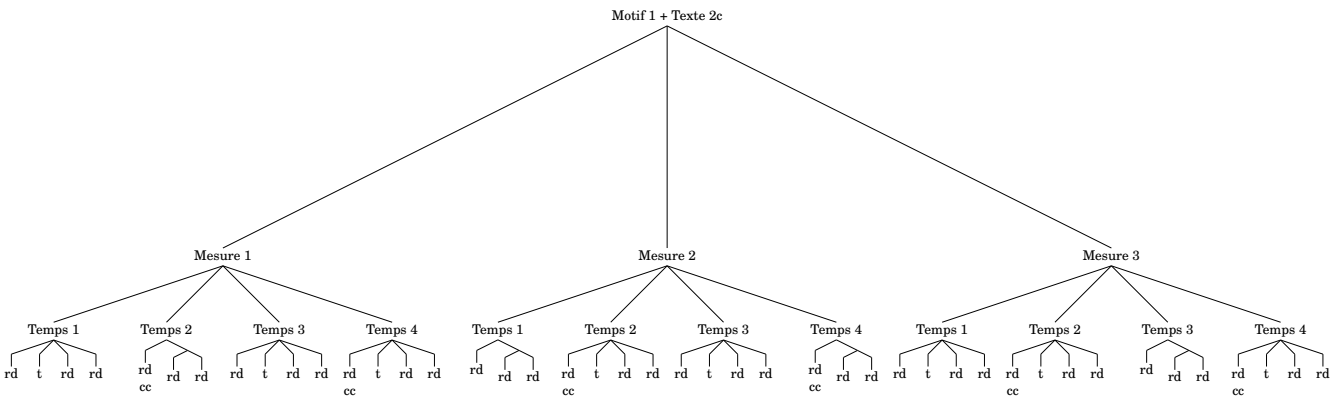 Motif 1 + Texte 2c
Mesure 1 Mesure 2 Mesure 3
Temps 1 Temps 2 Temps 3 Temps 4 Temps 1 Temps 2 Temps 3 Temps 4 Temps 1 Temps 2 Temps 3 Temps 4
rd t rd rd rd rd rd rd t rd rd rd t rd rd rd rd rd rd t rd rd rd t rd rd rd rd rd rd t rd rd rd t rd rd rd rd rd rd t rd rd
cc cc cc cc cc cc